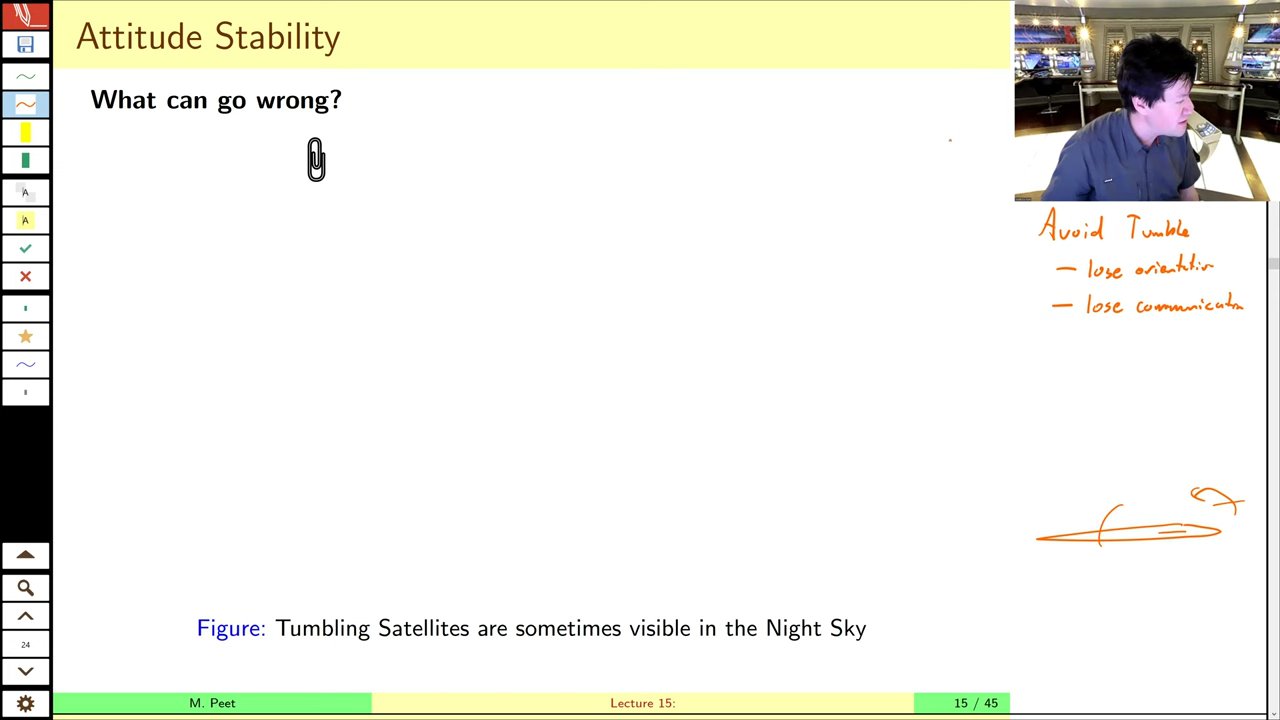 Attitude Stability
What can go wrong?
Avoid Tumble
– lose orientation
– lose communication
Figure: Tumbling Satellites are sometimes visible in the Night Sky
M. Peet
Lecture 15:
15 / 45
A
A
24